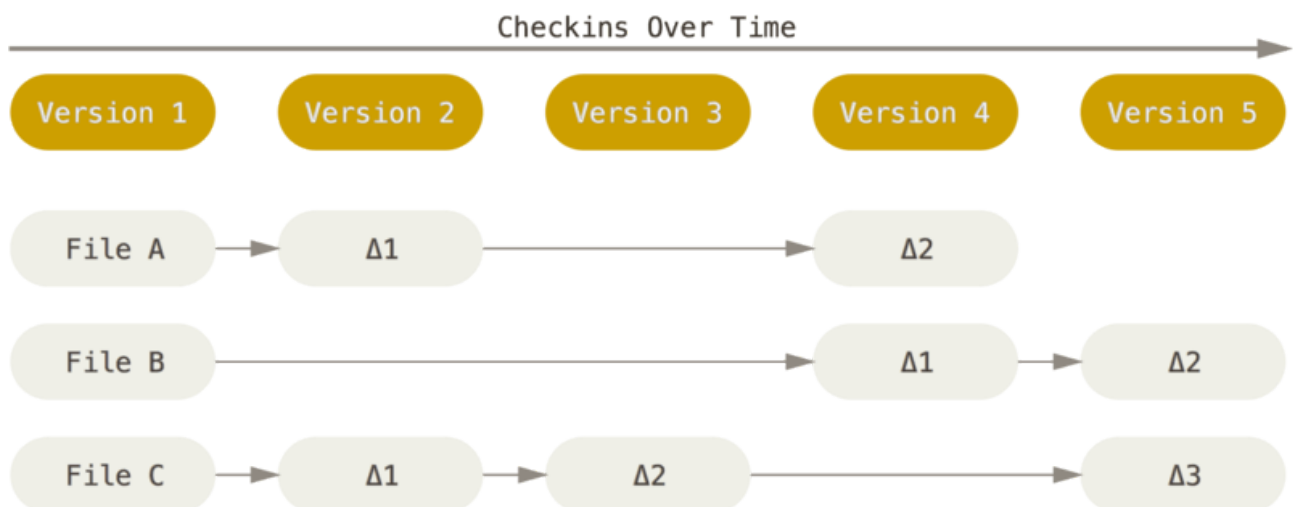 Checkins Over Time
Version 1 Version 2 Version 3 Version 4 Version 5
File A Δ1 Δ2
File B Δ1 Δ2
File C Δ1 Δ2 Δ3